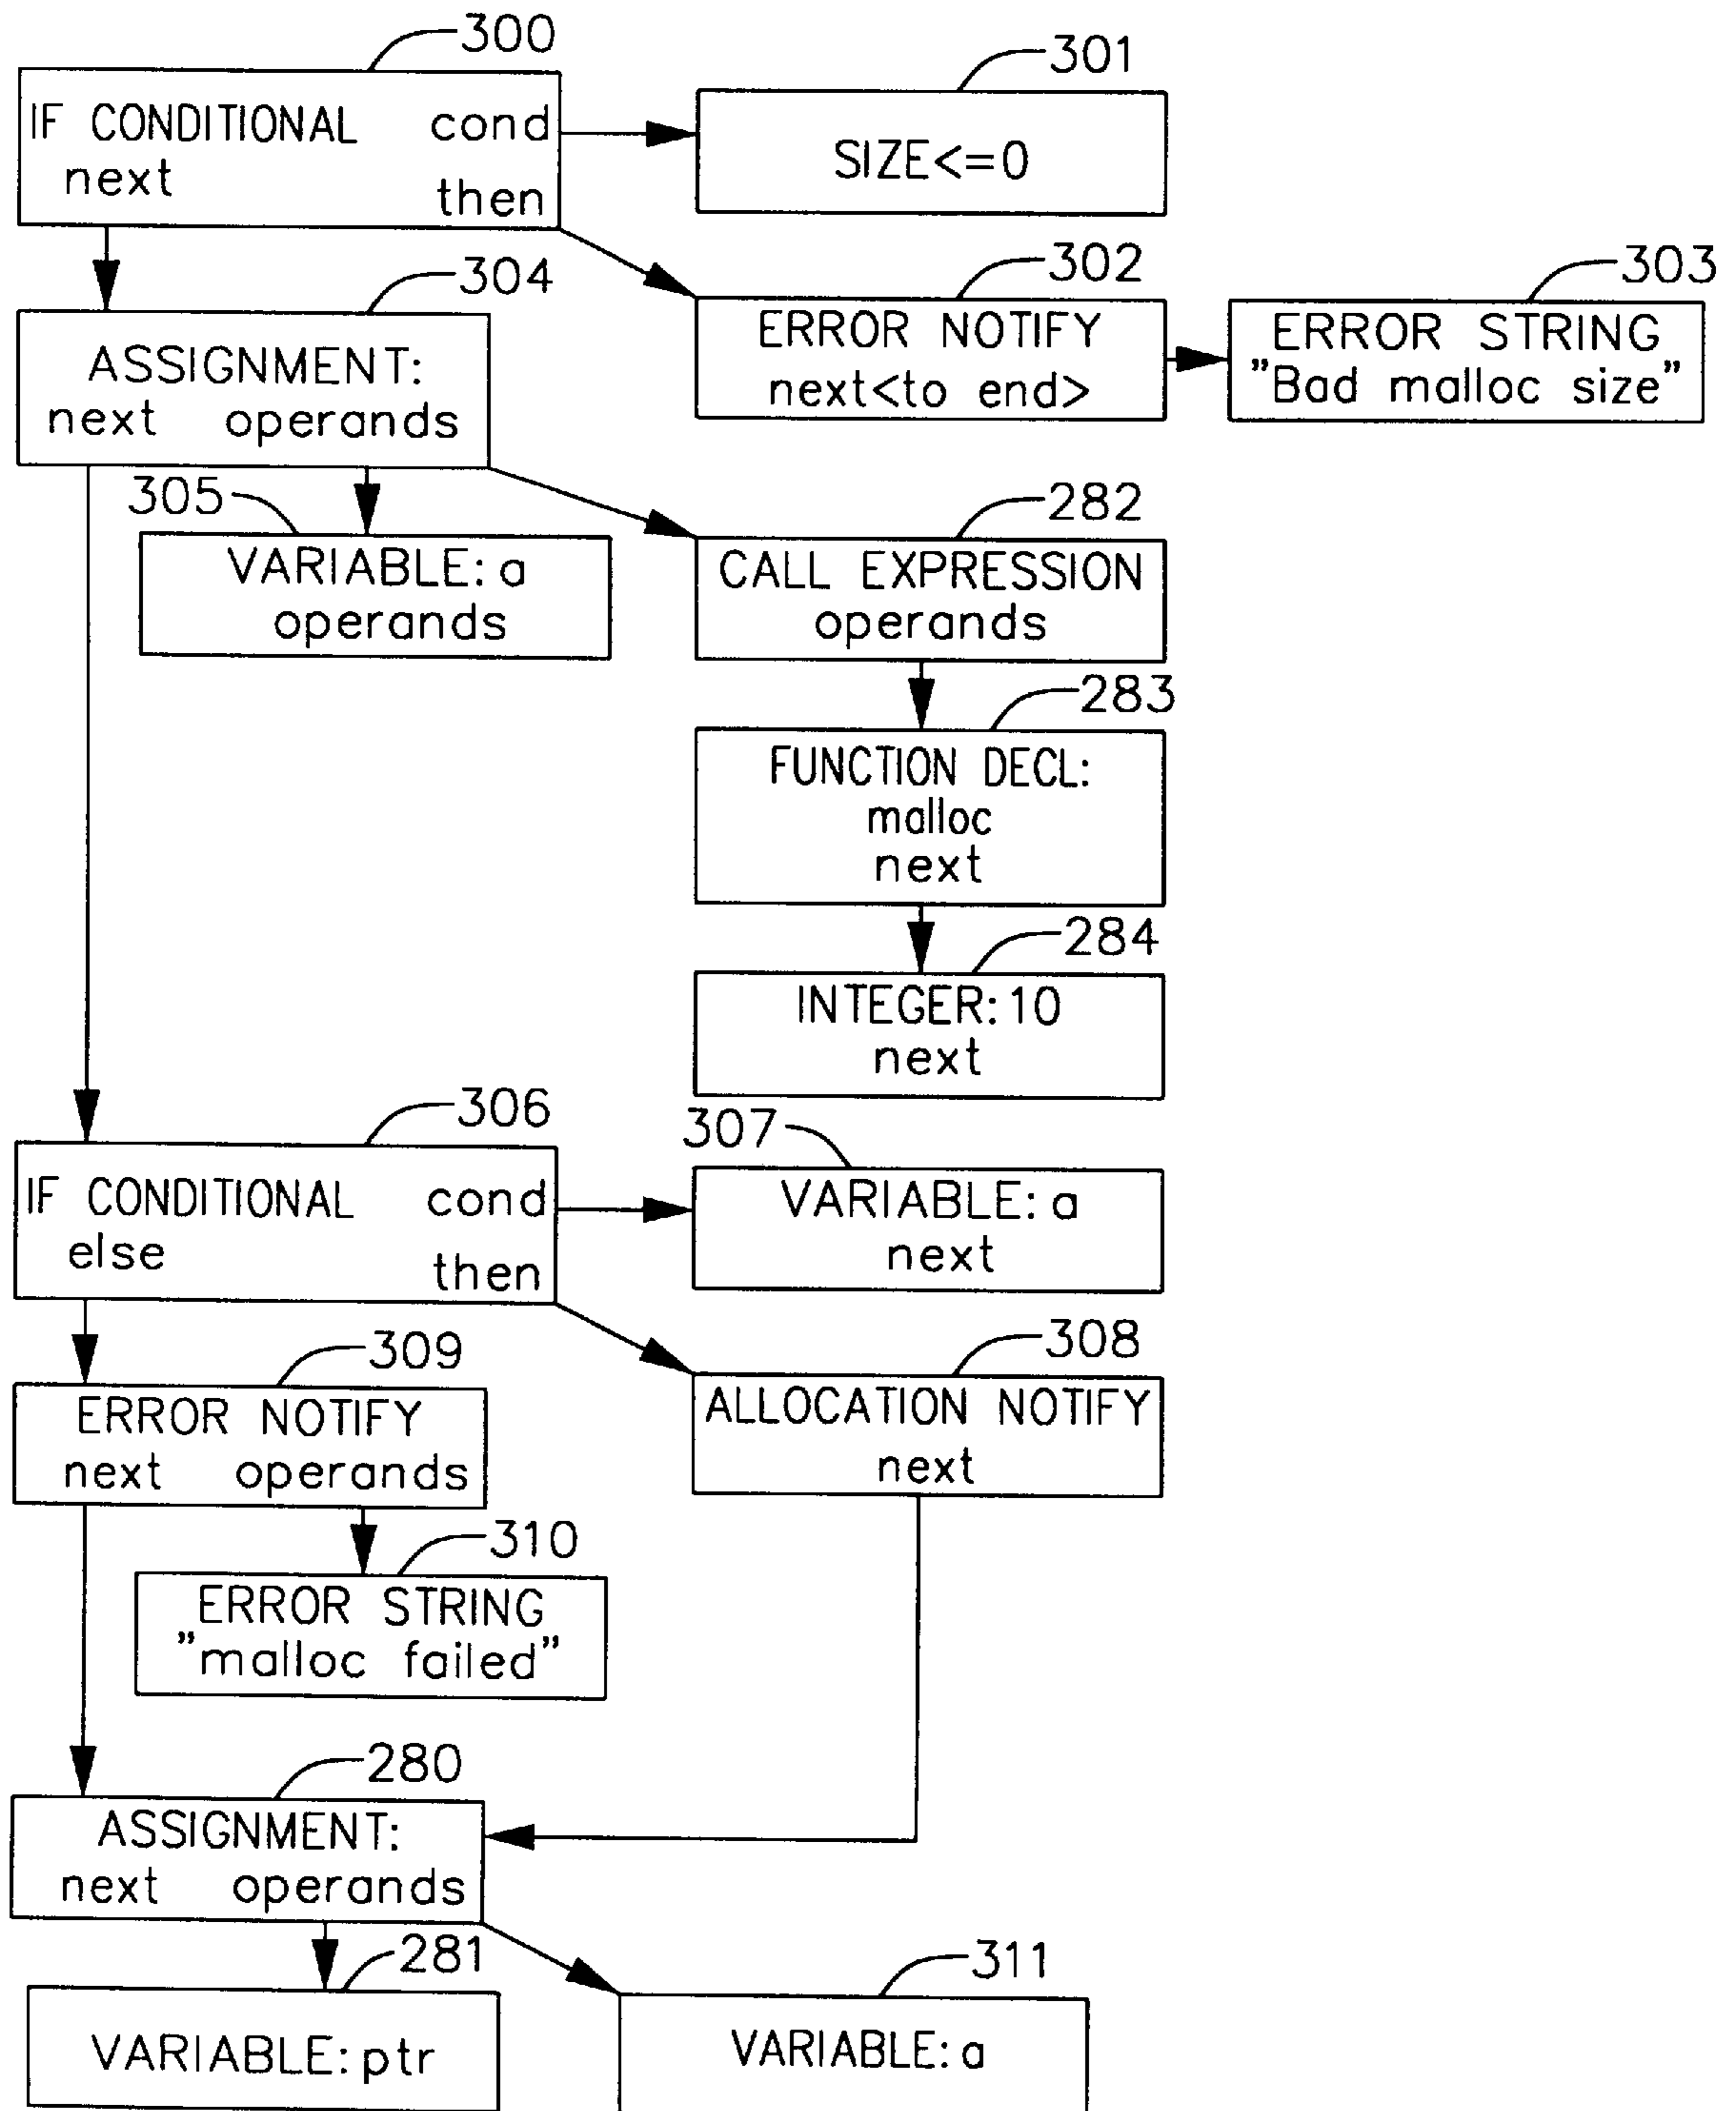 300
301
IF CONDITIONAL cond
next then
SIZE<=0
304
302
303
ASSIGNMENT:
next operands
ERROR NOTIFY
next<to end>
ERROR STRING
"Bad malloc size"
305
282
VARIABLE: a
operands
CALL EXPRESSION
operands
283
FUNCTION DECL:
malloc
next
284
INTEGER: 10
next
306
307
IF CONDITIONAL cond
else then
VARIABLE: a
next
309
308
ERROR NOTIFY
next operands
ALLOCATION NOTIFY
next
310
ERROR STRING
"malloc failed"
280
ASSIGNMENT:
next operands
281
311
VARIABLE: ptr
VARIABLE: a